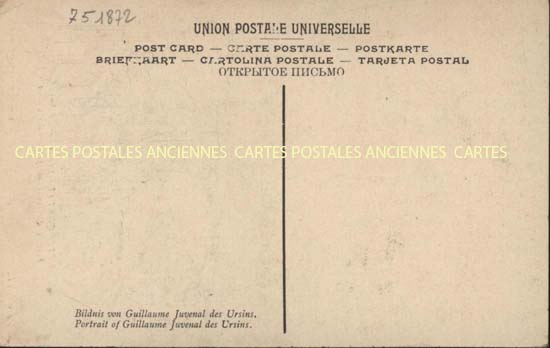 751872
UNION POSTALE UNIVERSELLE
POST CARD — CARTE POSTALE — POSTKARTE
BRIEFKAART — CARTOLINA POSTALE — TARJETA POSTAL
ОТКРЫТОЕ ПИСЬМО
CARTES POSTALES ANCIENNES CARTES POSTALES ANCIENNES CARTES
Bildnis von Guillaume Juvenal des Ursins.
Portrait of Guillaume Juvenal des Ursins.